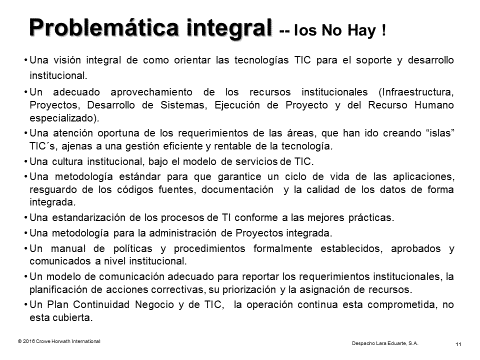 Problemática integral -- los No Hay !
• Una visión integral de como orientar las tecnologías TIC para el soporte y desarrollo
institucional.
• Un adecuado aprovechamiento de los recursos institucionales (Infraestructura,
Proyectos, Desarrollo de Sistemas, Ejecución de Proyecto y del Recurso Humano
especializado).
• Una atención oportuna de los requerimientos de las áreas, que han ido creando “islas”
TIC´s, ajenas a una gestión eficiente y rentable de la tecnología.
• Una cultura institucional, bajo el modelo de servicios de TIC.
• Una metodología estándar para que garantice un ciclo de vida de las aplicaciones,
resguardo de los códigos fuentes, documentación y la calidad de los datos de forma
integrada.
• Una estandarización de los procesos de TI conforme a las mejores prácticas.
• Una metodología para la administración de Proyectos integrada.
• Un manual de políticas y procedimientos formalmente establecidos, aprobados y
comunicados a nivel institucional.
• Un modelo de comunicación adecuado para reportar los requerimientos institucionales, la
planificación de acciones correctivas, su priorización y la asignación de recursos.
• Un Plan Continuidad Negocio y de TIC, la operación continua esta comprometida, no
esta cubierta.
© 2016 Crowe Horwath International
Despacho Lara Eduarte, S.A.
11